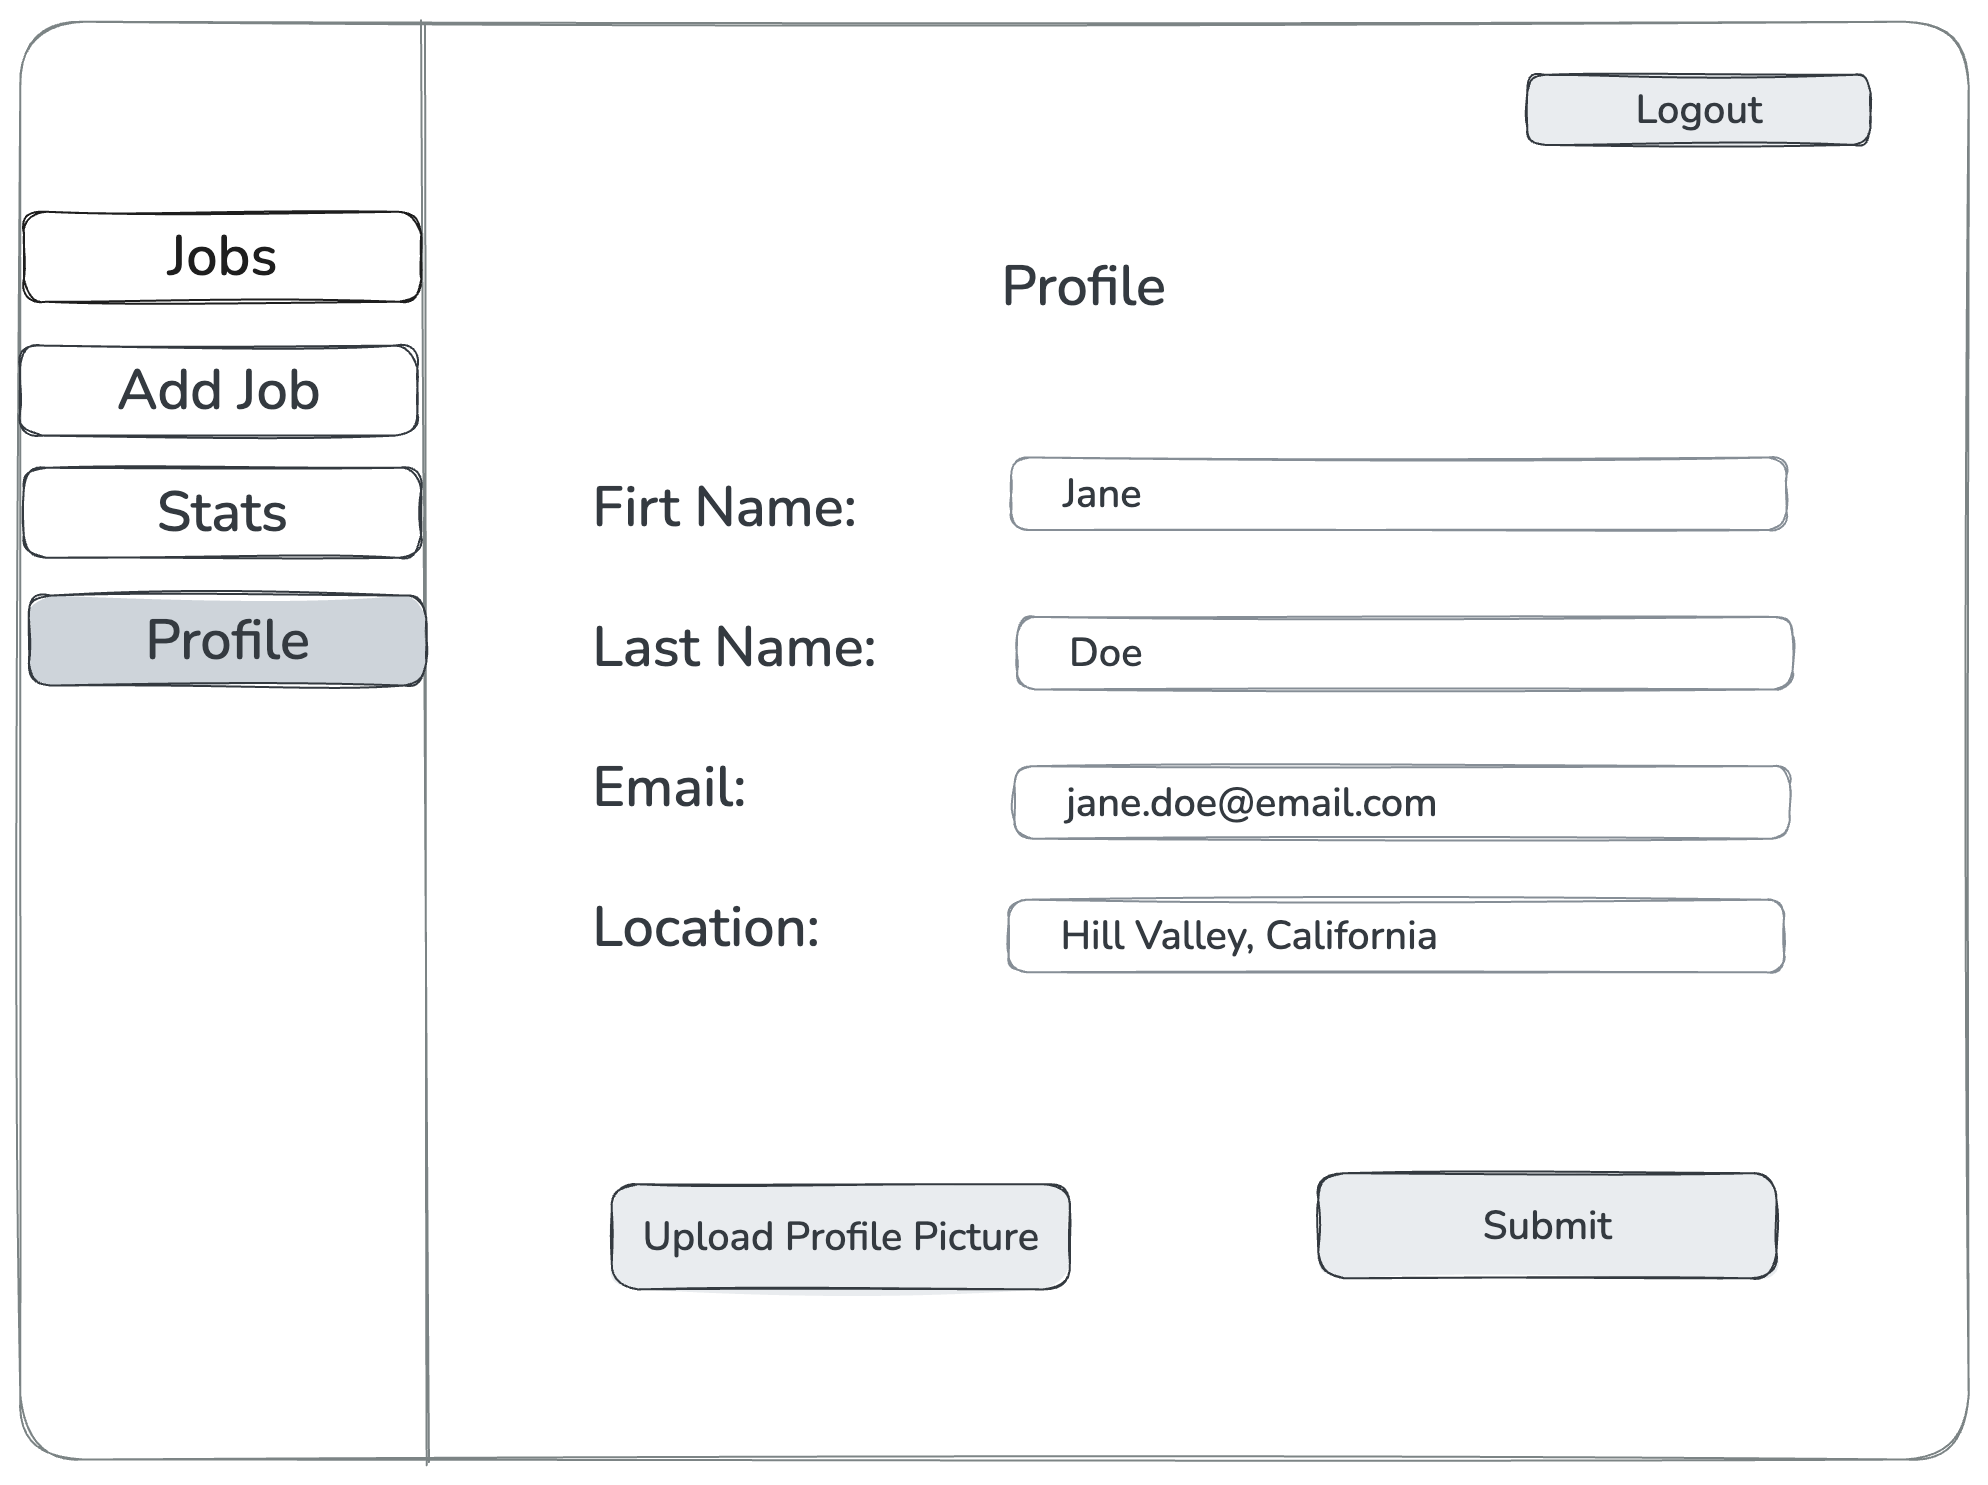 Logout
Jobs
Add Job
Stats
Profile
Profile
Firt Name:
Jane
Last Name:
Doe
Email:
jane.doe@email.com
Location:
Hill Valley, California
Upload Profile Picture
Submit